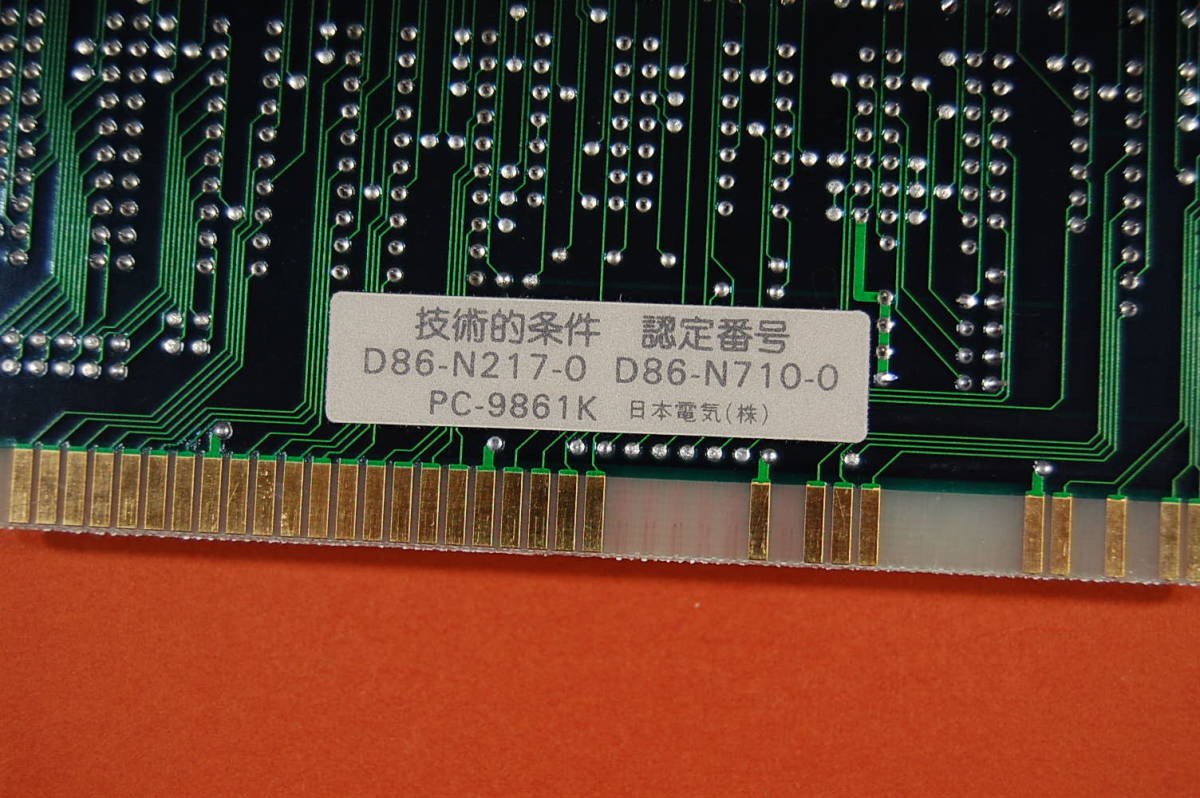 技術的条件 認定番号
D86-N217-0 D86-N710-0
PC-9861K 日本電気(株)